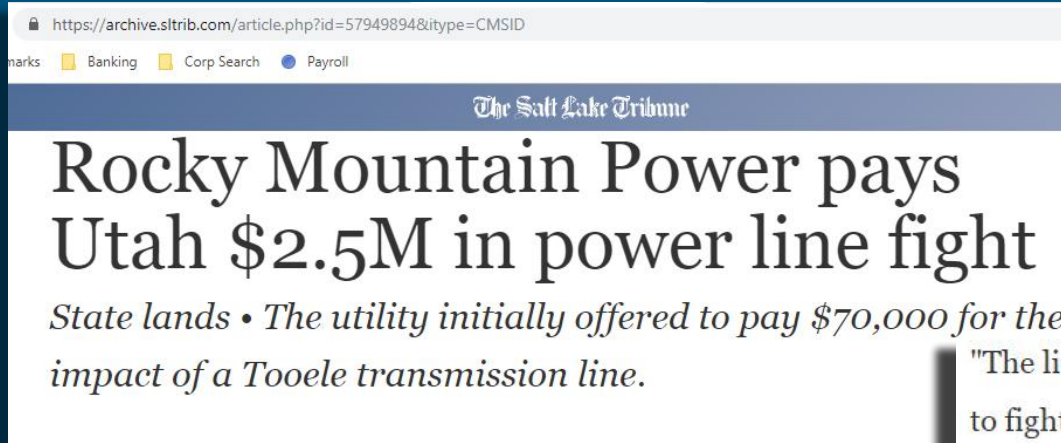 https://archive.sltrib.com/article.php?id=57949894&itype=CMSID
marks Banking Corp Search Payroll
The Salt Lake Tribune
Rocky Mountain Power pays
Utah $2.5M in power line fight
State lands • The utility initially offered to pay $70,000 for the
impact of a Tooele transmission line.
"The li
to fight